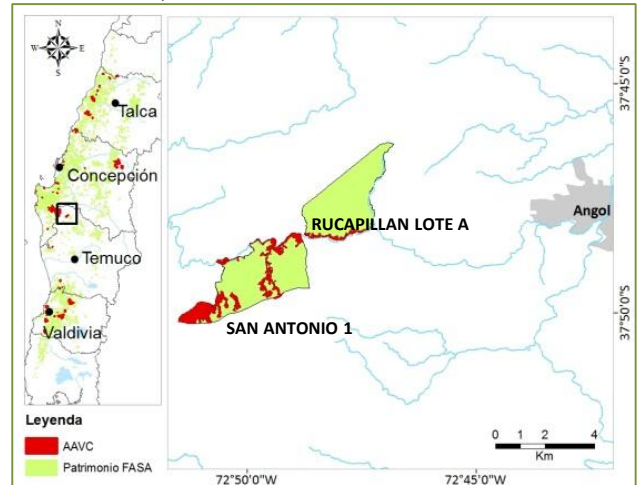 N
W E
S
Talca
Concepción
Temuco
Valdivia
Leyenda
AAVC
Patrimonio FASA
RUCAPILLAN LOTE A
SAN ANTONIO 1
Angol
37°45'0"S
37°50'0"S
0 1 2 4
Km
72°50'0"W 72°45'0"W